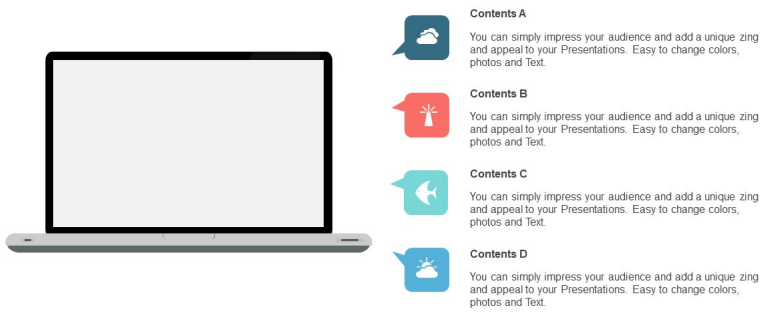 Contents A
You can simply impress your audience and add a unique zing
and appeal to your Presentations. Easy to change colors,
photos and Text.
Contents B
You can simply impress your audience and add a unique zing
and appeal to your Presentations. Easy to change colors,
photos and Text.
Contents C
You can simply impress your audience and add a unique zing
and appeal to your Presentations. Easy to change colors,
photos and Text.
Contents D
You can simply impress your audience and add a unique zing
and appeal to your Presentations. Easy to change colors,
photos and Text.